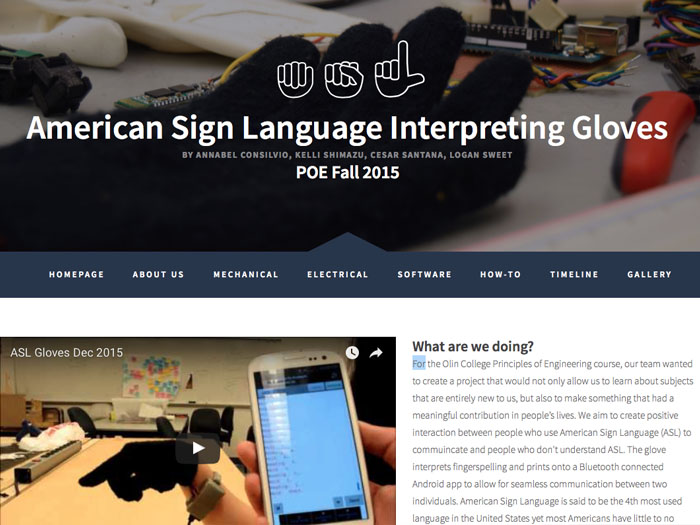 American Sign Language Interpreting Gloves
BY ANNABEL CONSILVIO, KELLI SHIMAZU, CESAR SANTANA, LOGAN SWEET
POE Fall 2015
HOMEPAGE ABOUT US MECHANICAL ELECTRICAL SOFTWARE HOW-TO TIMELINE GALLERY
ASL Gloves Dec 2015
What are we doing?
For the Olin College Principles of Engineering course, our team wanted
to create a project that would not only allow us to learn about subjects
that are entirely new to us, but also to make something that had a
meaningful contribution in people's lives. We aim to create positive
interaction between people who use American Sign Language (ASL) to
commuincate and people who don't understand ASL. The glove
interprets fingerspelling and prints onto a Bluetooth connected
Android app to allow for seamless communication between two
individuals. American Sign Language is said to be the 4th most used
language in the United States yet most Americans have little to no